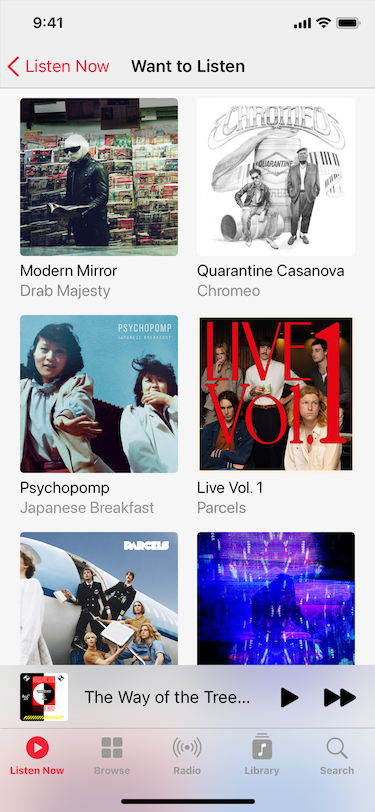 9:41
Listen Now
Want to Listen
CHROMEO
QUARANTINE
Modern Mirror
Drab Majesty
Quarantine Casanova
Chromeo
PSYCHOPOMP
JAPANESE BREAKFAST
LIVE
Vol.1
Psychopomp
Japanese Breakfast
Live Vol. 1
Parcels
PARCELS
The Way of the Tree...
Listen Now
Browse
Radio
Library
Search